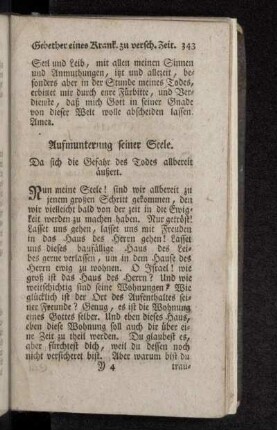 Gebether eines Krank. zu versch. Zeit. 343
Seel und Leib, mit allen meinen Sinnen
und Anmuthungen, itzt und allezeit, be-
sonders aber in der Stunde meines Todes,
erbittet mir durch eure Fürbitte, und Ver-
dienste, daß mich Gott in seiner Gnade
von dieser Welt wolle abscheiden lassen.
Amen.
Aufmunterung seiner Seele.
Da sich die Gefahr des Todes allbereit
äußert.
Nun meine Seele! sind wir allbereit zu
jenem großen Schritt gekommen, den
wir vielleicht bald von der zeit in die Ewig-
keit werden zu machen haben. Nur getröst!
Lasset uns gehen, lasset uns mit Freuden
in das Haus des Herrn gehen! Lasset
uns dieses baufällige Haus des Lei-
bes gerne verlassen, um in dem Hause des
Herrn ewig zu wohnen. O Israel! wie
groß ist das Haus des Herrn? Und wie
weitschichtig sind seine Wohnungen? Wie
glücklich ist der Ort des Aufenthaltes sei-
ner Freunde? Genug, es ist die Wohnung
eines Gottes selber. Und eben dieses Haus,
eben diese Wohnung soll auch dir über ei-
ne Zeit zu theil werden. Du glaubest es,
aber fürchtest dich, weil du dessen noch
nicht versicheret bist. Aber warum bist du
Y 4 trau-